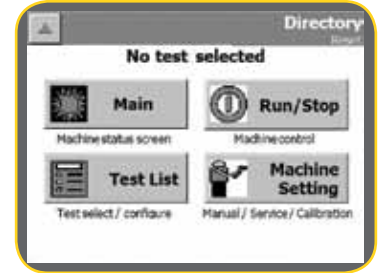 Directory
No test selected
Main
Run/Stop
Machine status screen
Machine control
Test List
Machine
Setting
Test select / configure
Manual / Service / Calibration